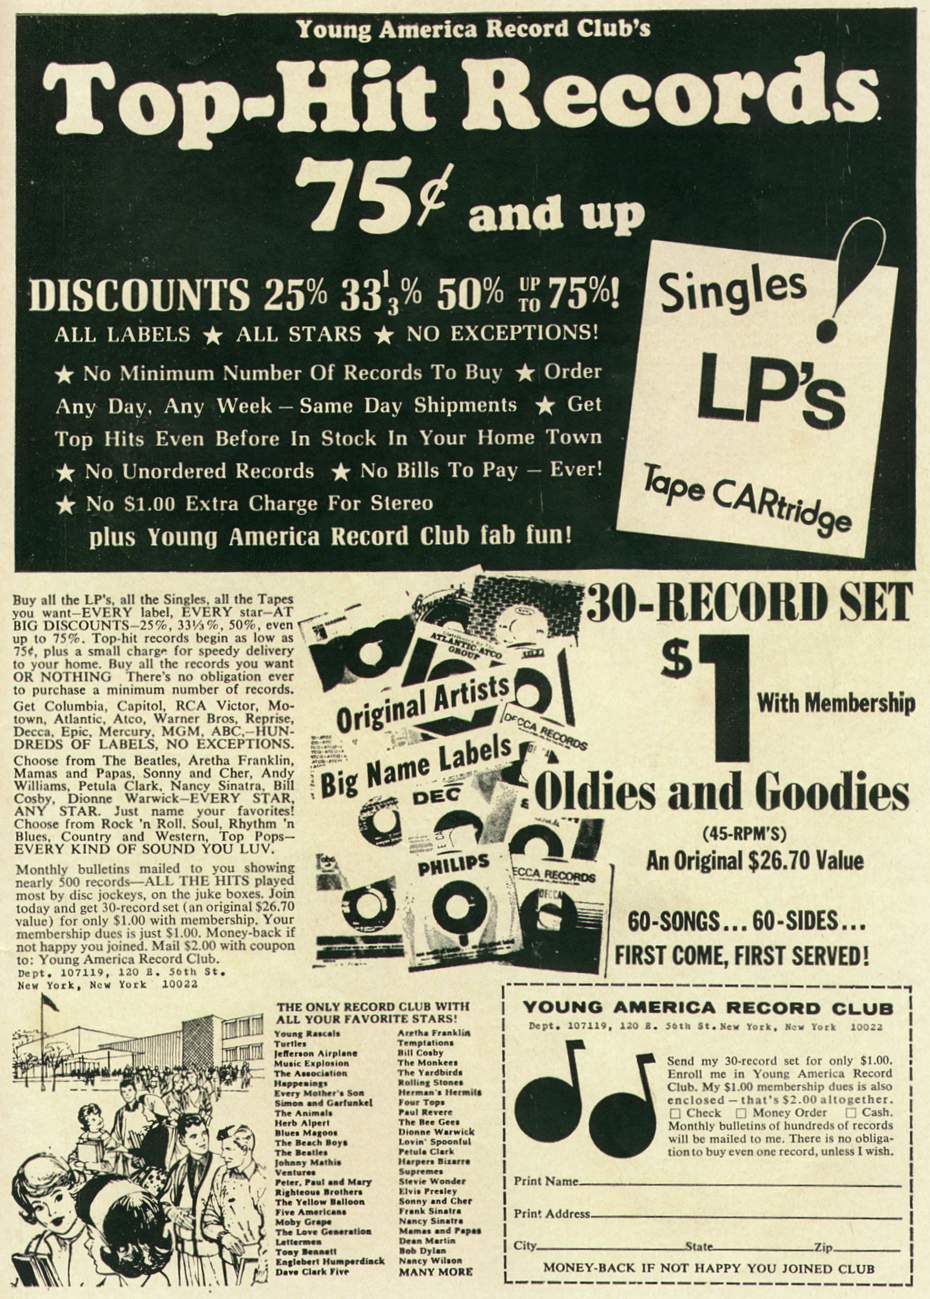 Young America Record Club's
Top-Hit Records
75¢ and up
DISCOUNTS 25% 33 1/3% 50% UP TO 75%!
ALL LABELS ★ ALL STARS ★ NO EXCEPTIONS!
★ No Minimum Number Of Records To Buy ★ Order
Any Day, Any Week – Same Day Shipments ★ Get
Top Hits Even Before In Stock In Your Home Town
★ No Unordered Records ★ No Bills To Pay – Ever!
★ No $1.00 Extra Charge For Stereo
plus Young America Record Club fab fun!
Singles !
LP's
Tape CARtridge
Buy all the LP's, all the Singles, all the Tapes
you want—EVERY label, EVERY star—AT
BIG DISCOUNTS—25%, 33⅓%, 50%, even
up to 75%. Top-hit records begin as low as
75¢, plus a small charge for speedy delivery
to your home. Buy all the records you want
OR NOTHING There's no obligation ever
to purchase a minimum number of records.
Get Columbia, Capitol, RCA Victor, Mo-
town, Atlantic, Atco, Warner Bros, Reprise,
Decca, Epic, Mercury, MGM, ABC,—HUN-
DREDS OF LABELS, NO EXCEPTIONS.
Choose from The Beatles, Aretha Franklin,
Mamas and Papas, Sonny and Cher, Andy
Williams, Petula Clark, Nancy Sinatra, Bill
Cosby, Dionne Warwick—EVERY STAR,
ANY STAR. Just name your favorites!
Choose from Rock 'n Roll, Soul, Rhythm 'n
Blues, Country and Western, Top Pops—
EVERY KIND OF SOUND YOU LUV.
Monthly bulletins mailed to you showing
nearly 500 records—ALL THE HITS played
most by disc jockeys, on the juke boxes. Join
today and get 30-record set (an original $26.70
value) for only $1.00 with membership. Your
membership dues is just $1.00. Money-back if
not happy you joined. Mail $2.00 with coupon
to: Young America Record Club.
Dept. 107119, 120 E. 56th St.
New York, New York 10022
ATLANTIC-ATCO
GROUP
Original Artists
DECCA RECORDS
Big Name Labels
DEC
PHILIPS
ECCA RECORDS
DECCA
30-RECORD SET
$1
With Membership
Oldies and Goodies
(45-RPM'S)
An Original $26.70 Value
60-SONGS... 60-SIDES...
FIRST COME, FIRST SERVED!
THE ONLY RECORD CLUB WITH
ALL YOUR FAVORITE STARS!
Young Rascals
Turtles
Jefferson Airplane
Music Explosion
The Association
Happenings
Every Mother's Son
Simon and Garfunkel
The Animals
Herb Alpert
Blues Magoos
The Beach Boys
The Beatles
Johnny Mathis
Ventures
Peter, Paul and Mary
Righteous Brothers
The Yellow Balloon
Five Americans
Moby Grape
The Love Generation
Lettermen
Tony Bennett
Englebert Humperdinck
Dave Clark Five
Aretha Franklin
Temptations
Bill Cosby
The Monkees
The Yardbirds
Rolling Stones
Herman's Hermits
Four Tops
Paul Revere
The Bee Gees
Dionne Warwick
Lovin' Spoonful
Petula Clark
Harpers Bizarre
Supremes
Stevie Wonder
Elvis Presley
Sonny and Cher
Frank Sinatra
Nancy Sinatra
Mamas and Papas
Dean Martin
Bob Dylan
Nancy Wilson
MANY MORE
YOUNG AMERICA RECORD CLUB
Dept. 107119, 120 E. 56th St. New York, New York 10022
Send my 30-record set for only $1.00.
Enroll me in Young America Record
Club. My $1.00 membership dues is also
enclosed – that's $2.00 altogether.
☐ Check ☐ Money Order ☐ Cash.
Monthly bulletins of hundreds of records
will be mailed to me. There is no obliga-
tion to buy even one record, unless I wish.
Print Name
Print Address
City State Zip
MONEY-BACK IF NOT HAPPY YOU JOINED CLUB